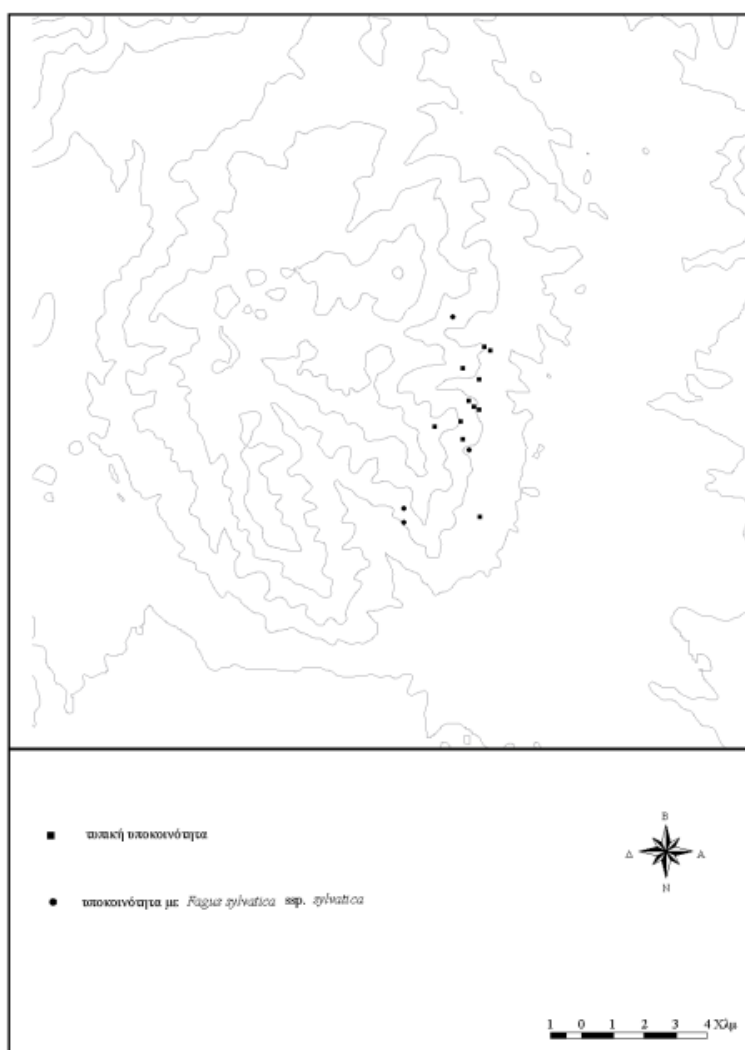 τυπική υποκοινότητα
Β
Δ Α
Ν
υποκοινότητα με Fagus sylvatica ssp. sylvatica
1 0 1 2 3 4 Χλμ